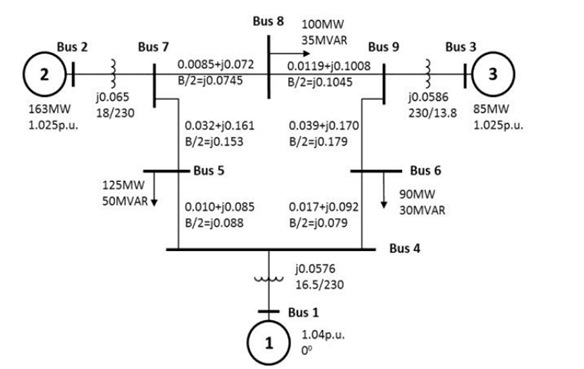 Bus 8
100MW
35MVAR
Bus 2
Bus 7
Bus 9
Bus 3
2
0.0085+j0.072
B/2=j0.0745
0.0119+j0.1008
B/2=j0.1045
3
j0.065
18/230
j0.0586
230/13.8
163MW
1.025p.u.
85MW
1.025p.u.
0.032+j0.161
B/2=j0.153
0.039+j0.170
B/2=j0.179
Bus 5
Bus 6
125MW
50MVAR
90MW
30MVAR
0.010+j0.085
B/2=j0.088
0.017+j0.092
B/2=j0.079
Bus 4
j0.0576
16.5/230
Bus 1
1
1.04p.u.
0⁰